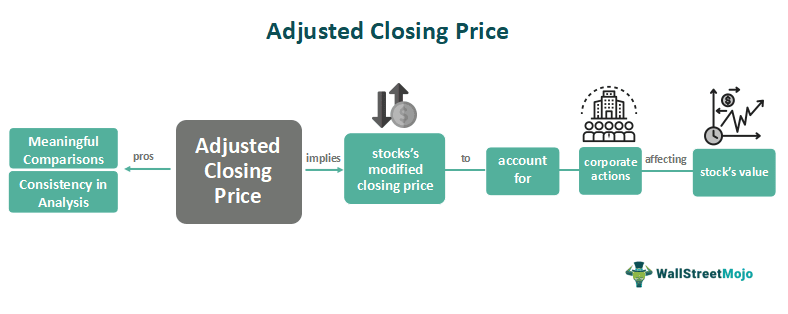 Adjusted Closing Price
Meaningful
Comparisons
Consistency in
Analysis
pros
Adjusted
Closing
Price
implies
stocks's
modified
closing price
to
account
for
corporate
actions
affecting
stock's value
WallStreetMojo